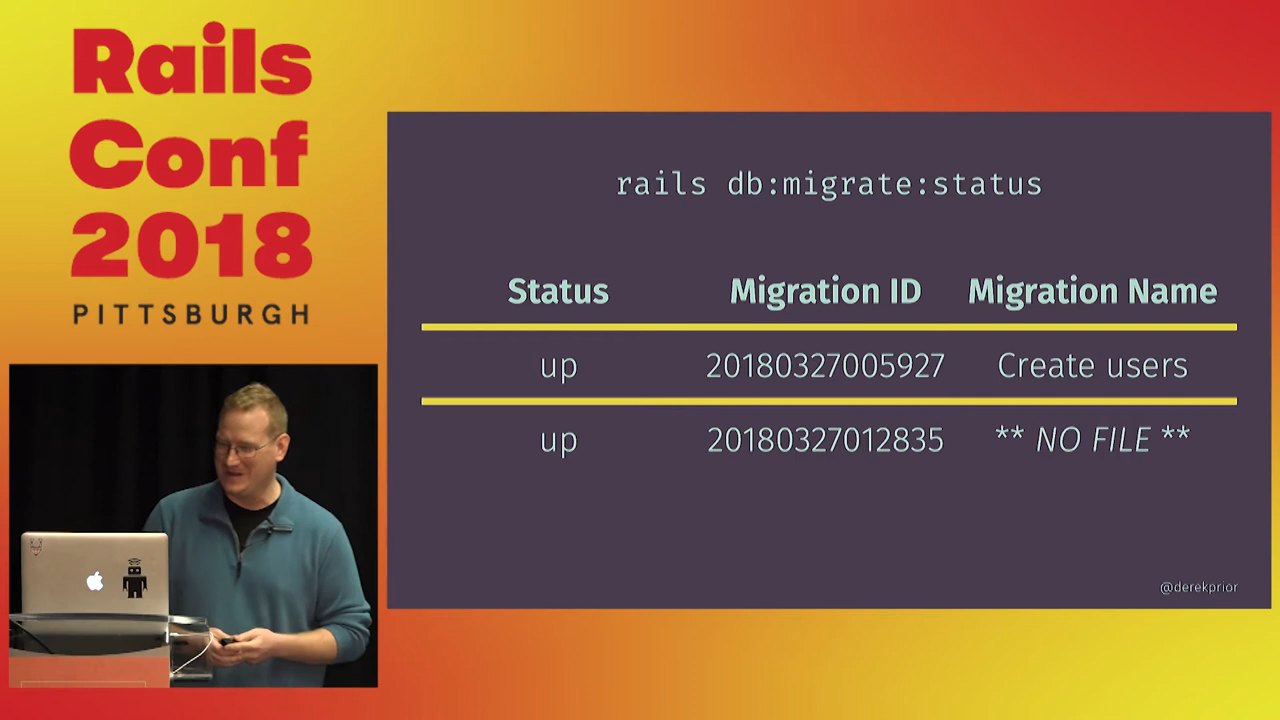 Rails
Conf
2018
PITTSBURGH
rails db:migrate:status
Status Migration ID Migration Name
up 20180327005927 Create users
up 20180327012835 ** NO FILE **
@derekprior